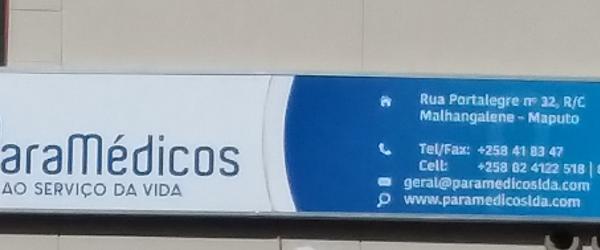 ParaMédicos
AO SERVIÇO DA VIDA
Rua Portalegre nº 32, R/C
Malhangalene - Maputo
Tel/Fax: +258 41 83 47
Cell: +258 82 4122 518 |
geral@paramedicoslda.com
www.paramedicoslda.com